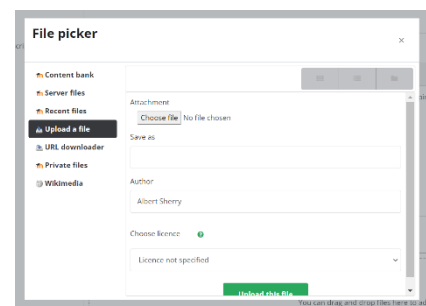 File picker
×
Content bank
Server files
Recent files
Upload a file
URL downloader
Private files
Wikimedia
Attachment
Choose file No file chosen
Save as
Author
Albert Sherry
Choose licence
Licence not specified
Upload this file
You can drag and drop files here to ad